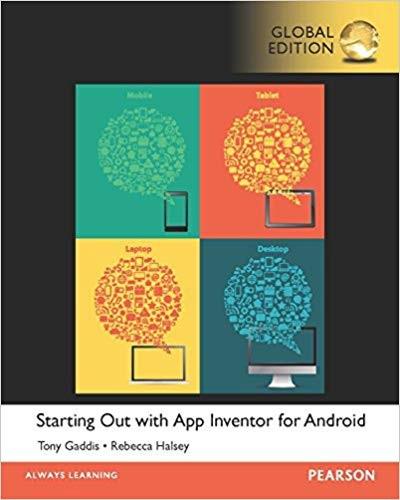 GLOBAL
EDITION
Mobile
Tablet
Laptop
Desktop
Starting Out with App Inventor for Android
Tony Gaddis • Rebecca Halsey
ALWAYS LEARNING
PEARSON